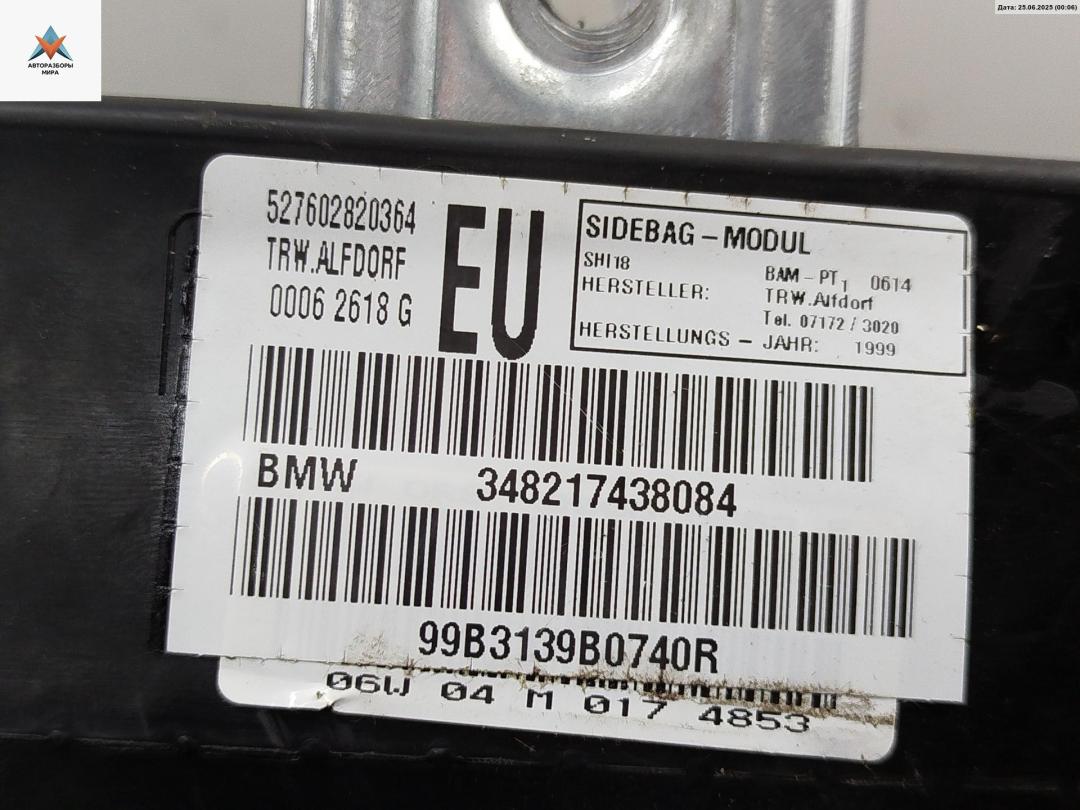 Дата: 25.06.2025 (00:06)
АВТОРАЗБОРЫ
МИРА
527602820364
TRW.ALFDORF
0006 2618 G
EU
SIDEBAG-MODUL
SHI18 BAM-PT1 0614
HERSTELLER: TRW.Alfdorf
Tel. 07172/3020
HERSTELLUNGS - JAHR: 1999
BMW 348217438084
99B3139B0740R
06W 04 M 017 4853